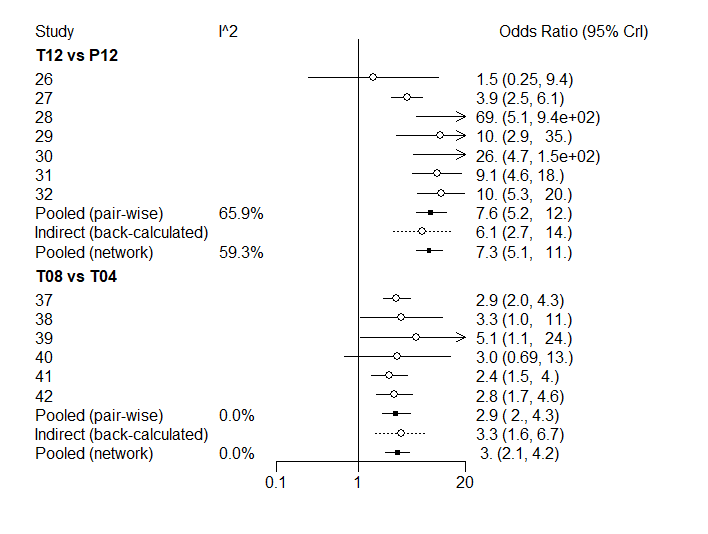 Study I^2 Odds Ratio (95% CrI)
T12 vs P12
26 1.5 (0.25, 9.4)
27 3.9 (2.5, 6.1)
28 69. (5.1, 9.4e+02)
29 10. (2.9, 35.)
30 26. (4.7, 1.5e+02)
31 9.1 (4.6, 18.)
32 10. (5.3, 20.)
Pooled (pair-wise) 65.9% 7.6 (5.2, 12.)
Indirect (back-calculated) 6.1 (2.7, 14.)
Pooled (network) 59.3% 7.3 (5.1, 11.)
T08 vs T04
37 2.9 (2.0, 4.3)
38 3.3 (1.0, 11.)
39 5.1 (1.1, 24.)
40 3.0 (0.69, 13.)
41 2.4 (1.5, 4.)
42 2.8 (1.7, 4.6)
Pooled (pair-wise) 0.0% 2.9 ( 2., 4.3)
Indirect (back-calculated) 3.3 (1.6, 6.7)
Pooled (network) 0.0% 3. (2.1, 4.2)
0.1 1 20